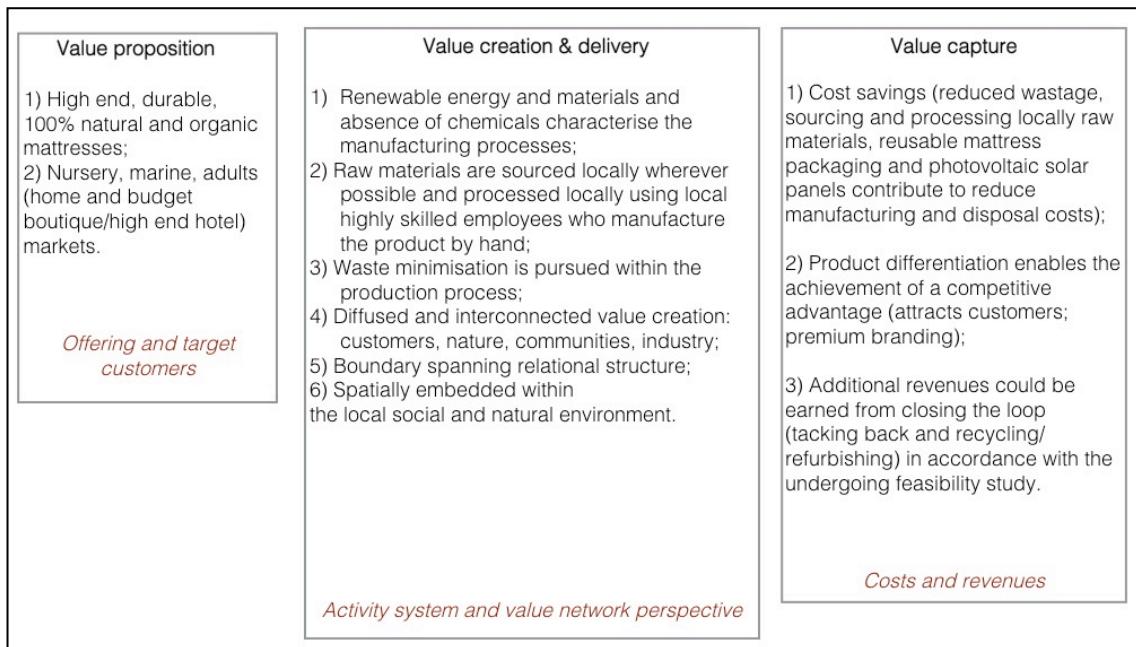 Value proposition
1) High end, durable,
100% natural and organic
mattresses;
2) Nursery, marine, adults
(home and budget
boutique/high end hotel)
markets.
Offering and target
customers
Value creation & delivery
1) Renewable energy and materials and
absence of chemicals characterise the
manufacturing processes;
2) Raw materials are sourced locally wherever
possible and processed locally using local
highly skilled employees who manufacture
the product by hand;
3) Waste minimisation is pursued within the
production process;
4) Diffused and interconnected value creation:
customers, nature, communities, industry;
5) Boundary spanning relational structure;
6) Spatially embedded within
the local social and natural environment.
Activity system and value network perspective
Value capture
1) Cost savings (reduced wastage,
sourcing and processing locally raw
materials, reusable mattress
packaging and photovoltaic solar
panels contribute to reduce
manufacturing and disposal costs);
2) Product differentiation enables the
achievement of a competitive
advantage (attracts customers;
premium branding);
3) Additional revenues could be
earned from closing the loop
(tacking back and recycling/
refurbishing) in accordance with the
undergoing feasibility study.
Costs and revenues